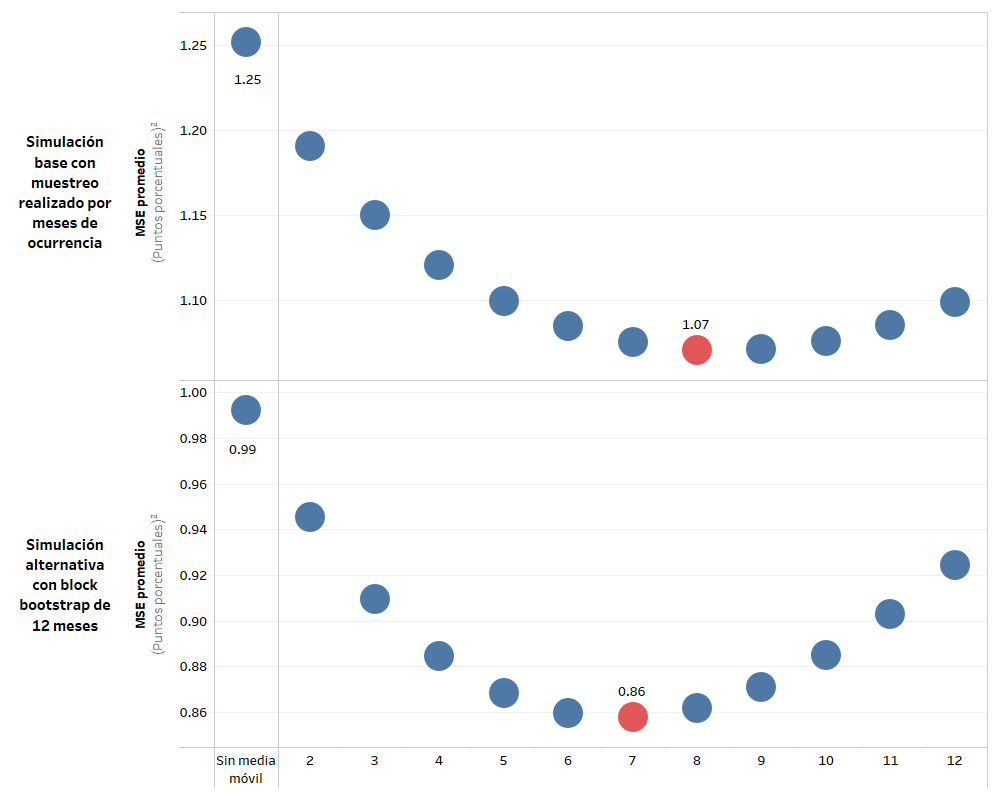 1.25
1.25
1.20
1.15
1.10
1.07
Simulación
base con
muestreo
realizado por
meses de
ocurrencia
MSE promedio
(Puntos porcentuales)²
1.00
0.99
0.98
0.96
0.94
0.92
0.90
0.88
0.86
0.86
Simulación
alternativa
con block
bootstrap de
12 meses
MSE promedio
(Puntos porcentuales)²
Sin media
móvil
2 3 4 5 6 7 8 9 10 11 12